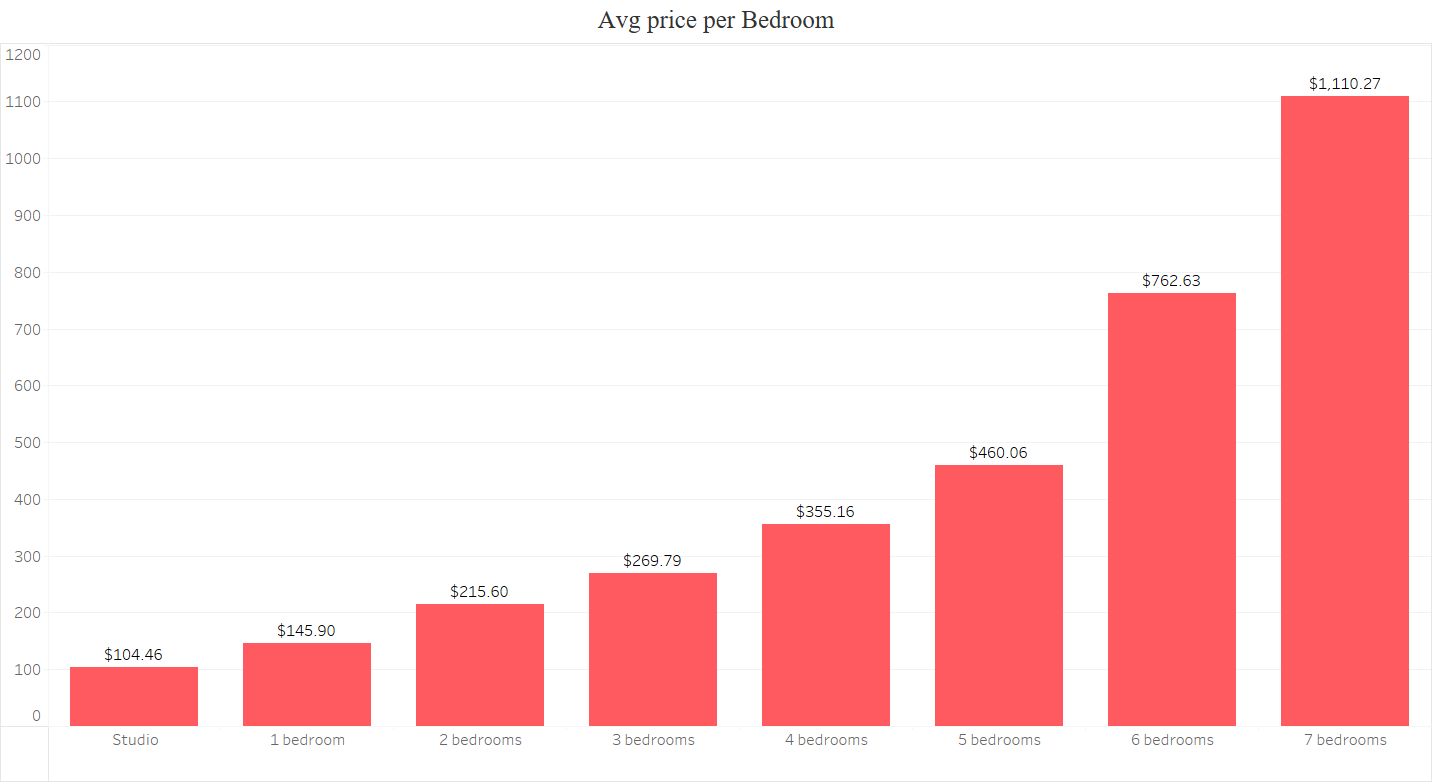 Avg price per Bedroom
1200
1100
1000
900
800
700
600
500
400
300
200
100
0
$104.46
$145.90
$215.60
$269.79
$355.16
$460.06
$762.63
$1,110.27
Studio
1 bedroom
2 bedrooms
3 bedrooms
4 bedrooms
5 bedrooms
6 bedrooms
7 bedrooms